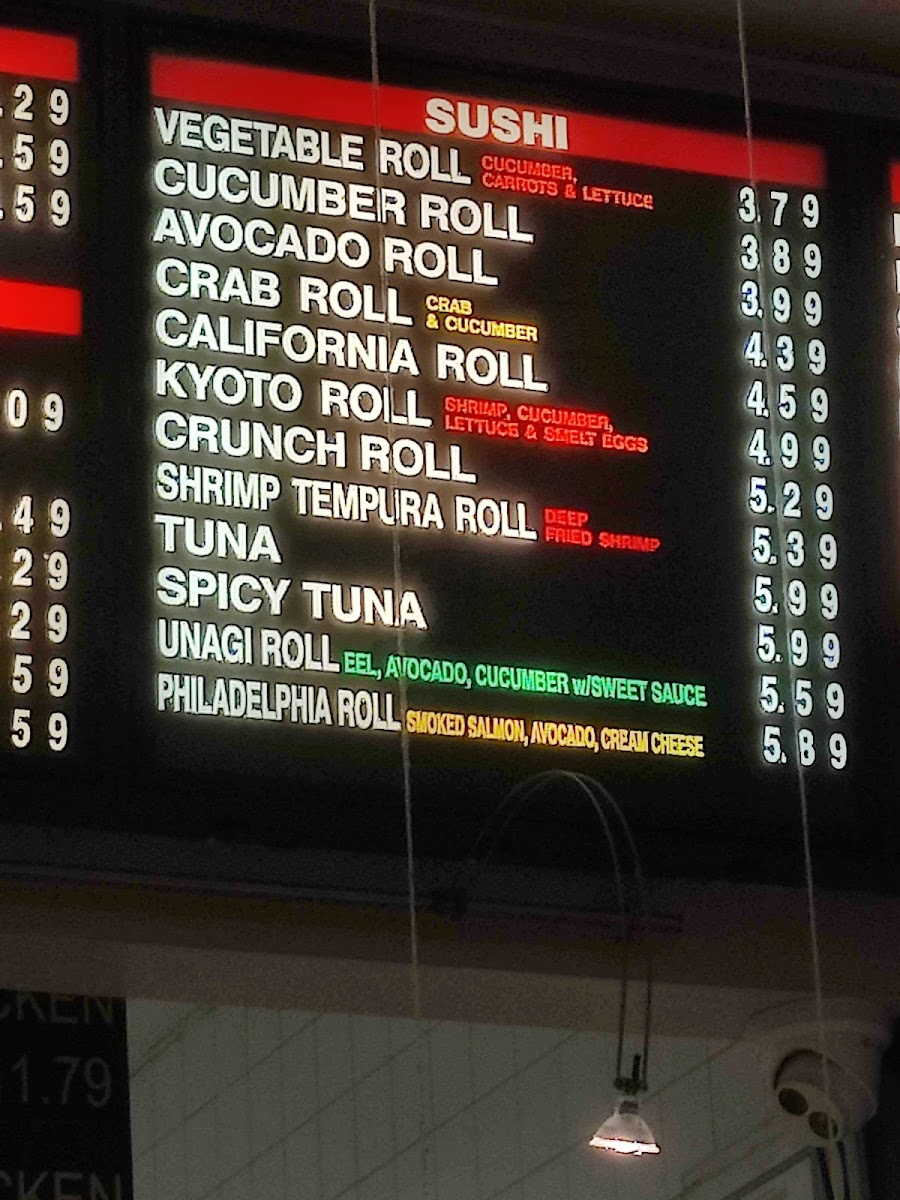 SUSHI
VEGETABLE ROLL CUCUMBER, CARROTS & LETTUCE 3.79
CUCUMBER ROLL 3.89
AVOCADO ROLL 3.99
CRAB ROLL CRAB & CUCUMBER 4.39
CALIFORNIA ROLL 4.59
KYOTO ROLL SHRIMP, CUCUMBER, LETTUCE & SMELT EGGS 4.99
CRUNCH ROLL 5.29
SHRIMP TEMPURA ROLL DEEP FRIED SHRIMP 5.39
TUNA 5.99
SPICY TUNA 5.99
UNAGI ROLL EEL, AVOCADO, CUCUMBER w/SWEET SAUCE 5.59
PHILADELPHIA ROLL SMOKED SALMON, AVOCADO, CREAM CHEESE 5.89
.29
.59
.59
09
.49
.29
29
59
59
CKEN
1.79
CKEN